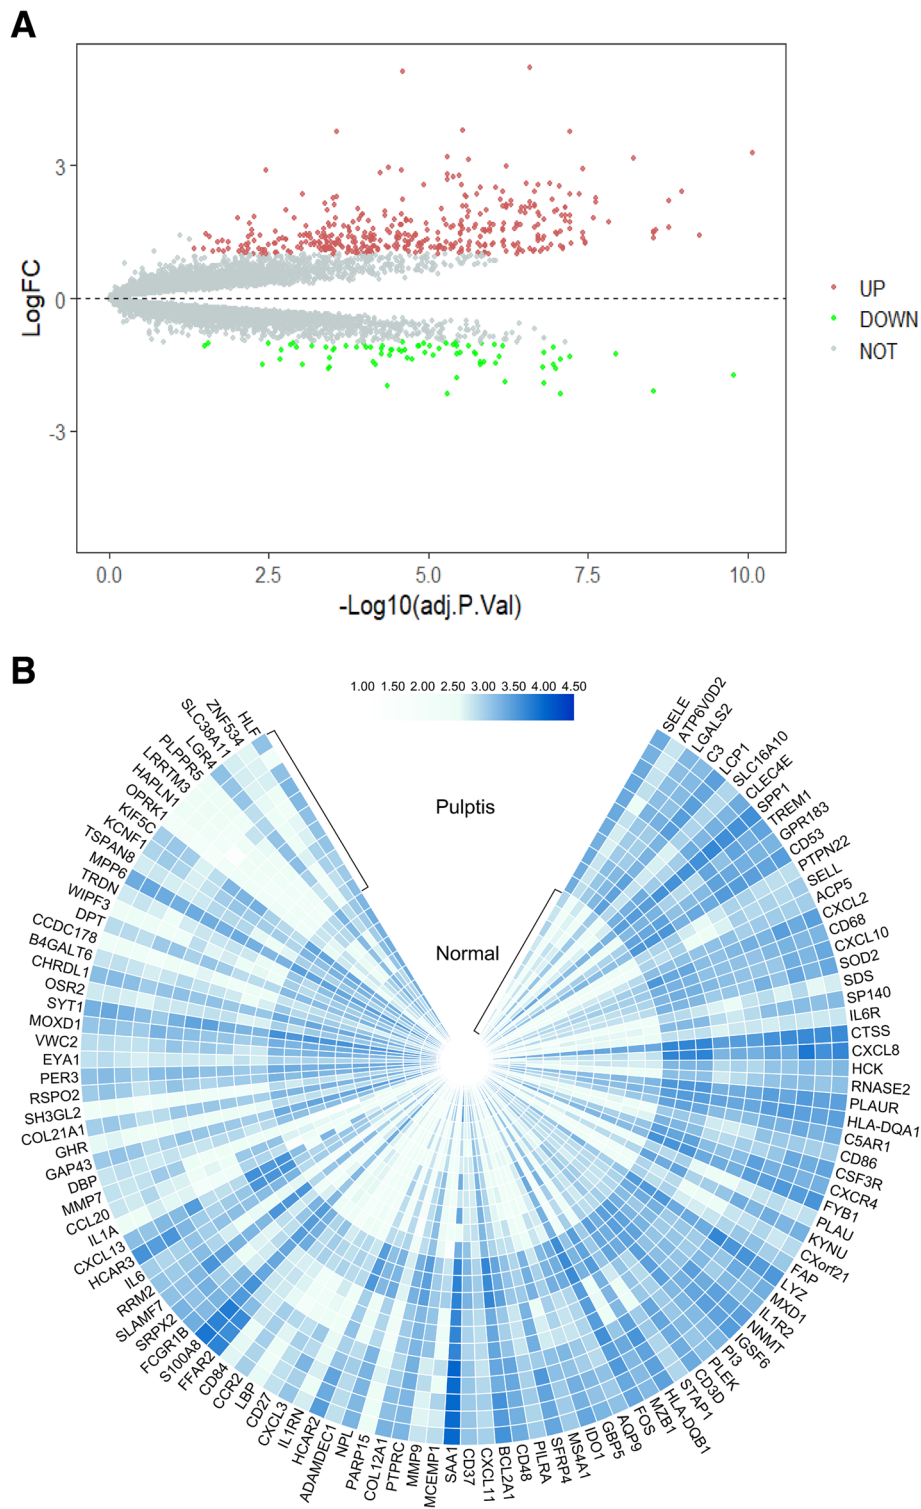 A
LogFC
3
0
-3
0.0 2.5 5.0 7.5 10.0
-Log10(adj.P.Val)
UP
DOWN
NOT
B
1.00 1.50 2.00 2.50 3.00 3.50 4.00 4.50
Pulptis
Normal
SELE
ATP6V0D2
LGALS2
C3
LCP1
SLC16A10
CLEC4E
SPP1
TREM1
GPR183
CD53
PTPN22
SELL
ACP5
CXCL2
CD68
CXCL10
SOD2
SDS
SP140
IL6R
CTSS
CXCL8
HCK
RNASE2
PLAUR
HLA-DQA1
C5AR1
CD86
CSF3R
CXCR4
FYB1
PLAU
KYNU
CXorf21
FAP
LYZ
MXD1
IL1R2
NNMT
IGSF6
PI3
PLEK
CD3D
STAP1
HLA-DQB1
MZB1
FOS
AQP9
GBP5
IDO1
MS4A1
SFRP4
PILRA
CD48
BCL2A1
CXCL11
CD37
SAA1
MCEMP1
MMP9
PTPRC
COL12A1
PARP15
NPL
ADAMDEC1
HCAR2
IL1RN
CXCL3
CD27
LBP
CCR2
CD84
FFAR2
S100A8
FCGR1B
SRPX2
SLAMF7
RRM2
IL6
HCAR3
CXCL13
IL1A
CCL20
MMP7
DBP
GAP43
GHR
COL21A1
SH3GL2
RSPO2
PER3
EYA1
VWC2
MOXD1
SYT1
OSR2
CHRDL1
B4GALT6
CCDC178
DPT
WIPF3
TRDN
MPP6
TSPAN8
KCNF1
KIF5C
OPRK1
HAPLN1
LRRTM3
PLPPR5
LGR4
SLC38A11
ZNF534
HLF